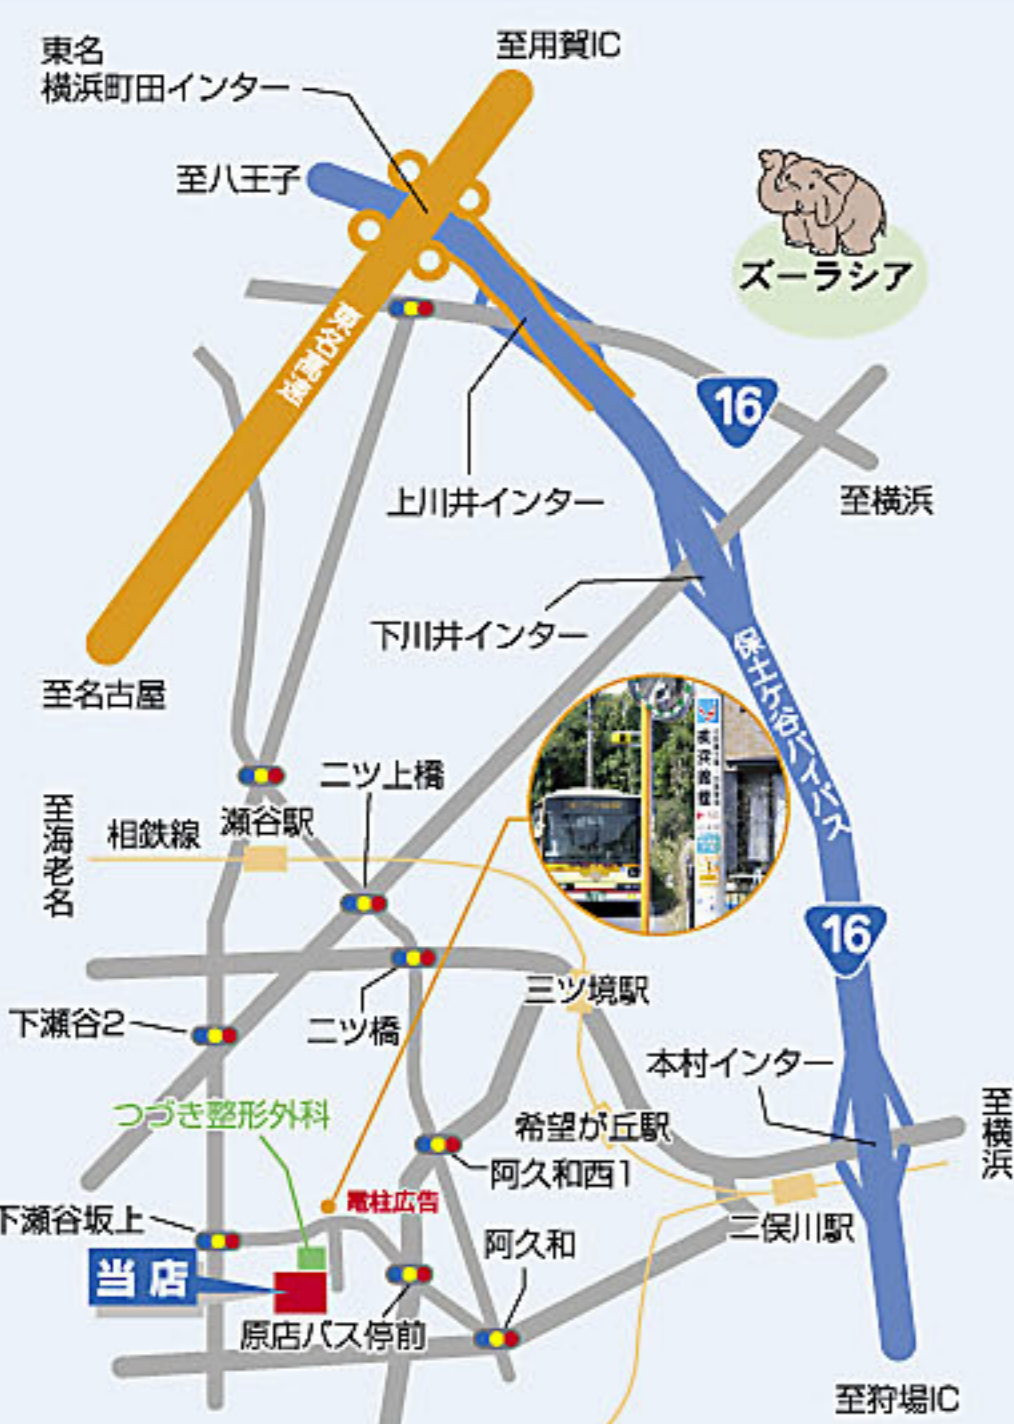 東名
横浜町田インター
至用賀IC
至八王子
ズーラシア
東名高速
16
上川井インター
至横浜
下川井インター
至名古屋
保土ケ谷バイパス
二ツ上橋
至海老名
相鉄線
瀬谷駅
16
三ツ境駅
下瀬谷2
二ツ橋
本村インター
至横浜
つづき整形外科
希望が丘駅
阿久和西1
電柱広告
下瀬谷坂上
二俣川駅
阿久和
当店
原店バス停前
至狩場IC